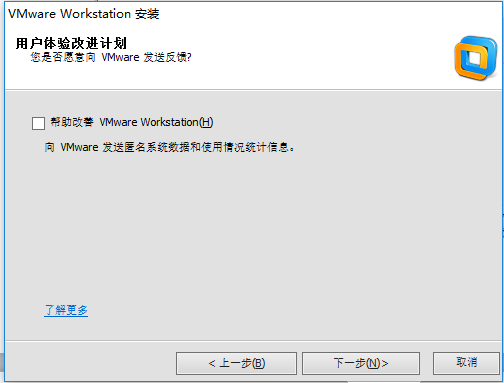 VMware Workstation 安装
用户体验改进计划
您是否愿意向 VMware 发送反馈?
帮助改善 VMware Workstation(H)
向 VMware 发送匿名系统数据和使用情况统计信息。
了解更多
< 上一步(B) 下一步(N)> 取消